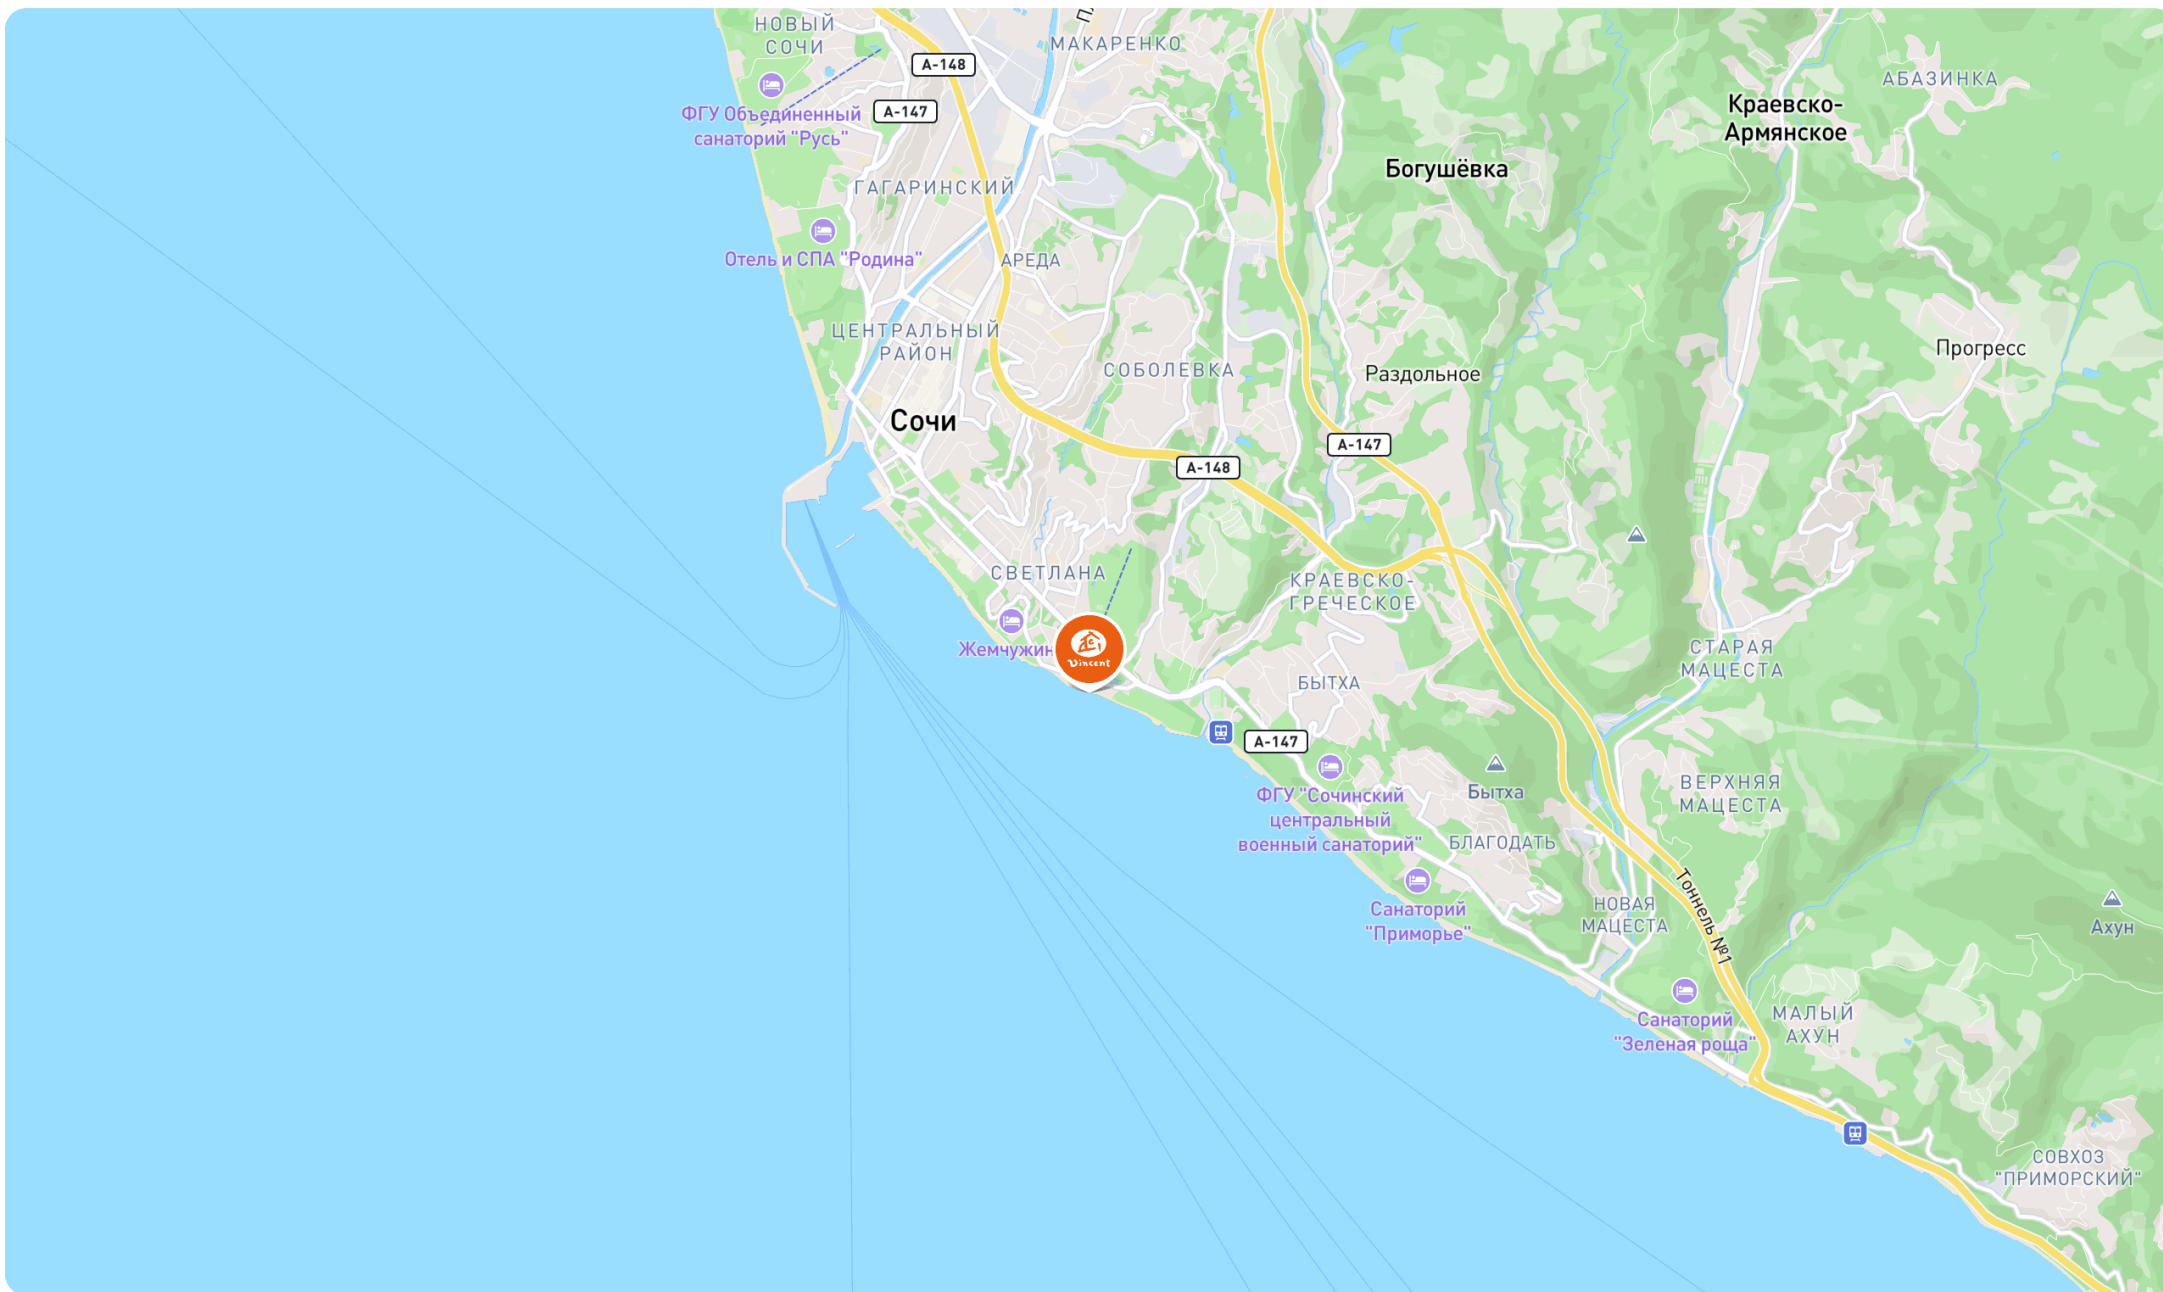 НОВЫЙ
СОЧИ
МАКАРЕНКО
А-148
ФГУ Объединенный
санаторий "Русь"
А-147
АБАЗИНКА
Краевско-
Армянское
Богушёвка
ГАГАРИНСКИЙ
Отель и СПА "Родина"
АРЕДА
ЦЕНТРАЛЬНЫЙ
РАЙОН
СОБОЛЕВКА
Раздольное
Прогресс
Сочи
А-148
А-147
СВЕТЛАНА
КРАЕВСКО-
ГРЕЧЕСКОЕ
Жемчужин
Vincent
БЫТХА
СТАРАЯ
МАЦЕСТА
А-147
ФГУ "Сочинский
центральный
военный санаторий"
Бытха
ВЕРХНЯЯ
МАЦЕСТА
БЛАГОДАТЬ
Санаторий
"Приморье"
НОВАЯ
МАЦЕСТА
Тоннель №1
Ахун
Санаторий
"Зеленая роща"
МАЛЫЙ
АХУН
СОВХОЗ
"ПРИМОРСКИЙ"